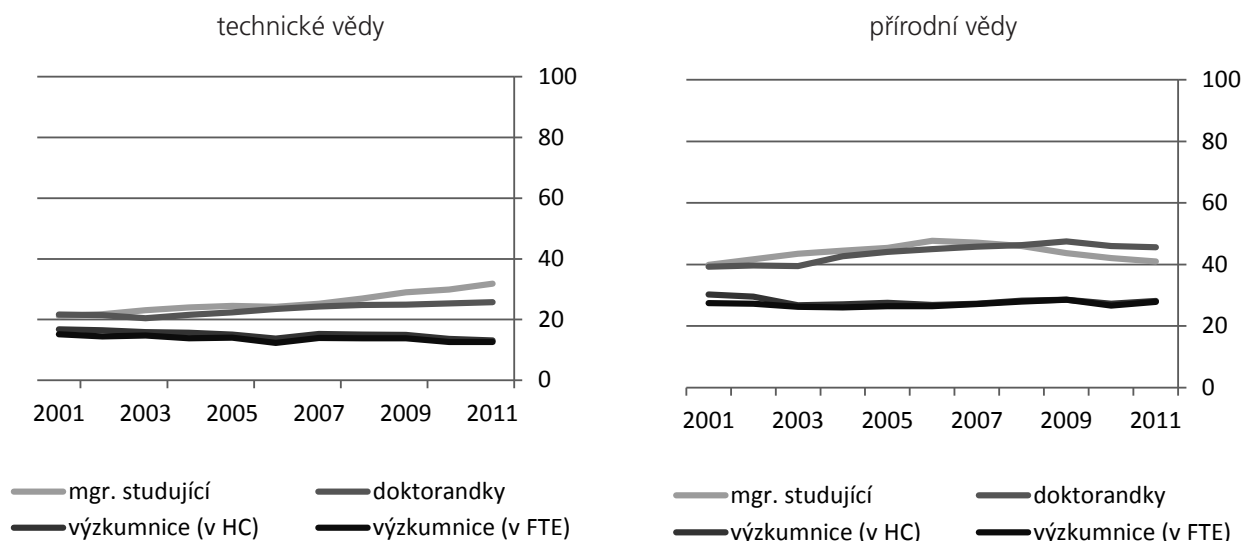 technické vědy
100
80
60
40
20
0
2001 2003 2005 2007 2009 2011
mgr. studující doktorandky
výzkumnice (v HC) výzkumnice (v FTE)
přírodní vědy
100
80
60
40
20
0
2001 2003 2005 2007 2009 2011
mgr. studující doktorandky
výzkumnice (v HC) výzkumnice (v FTE)